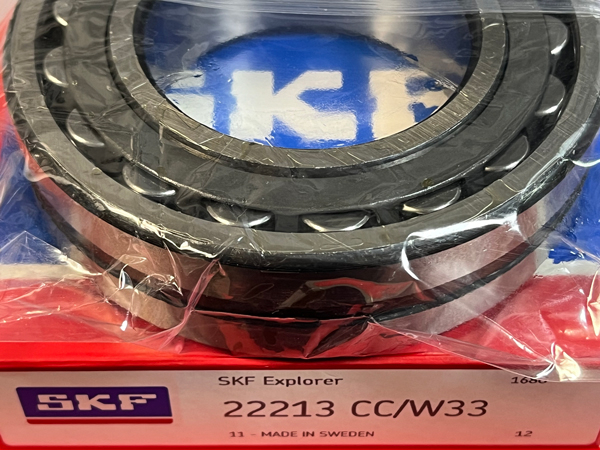 SKF
SKF Explorer
SKF
22213 CC/W33
11 - MADE IN SWEDEN
12